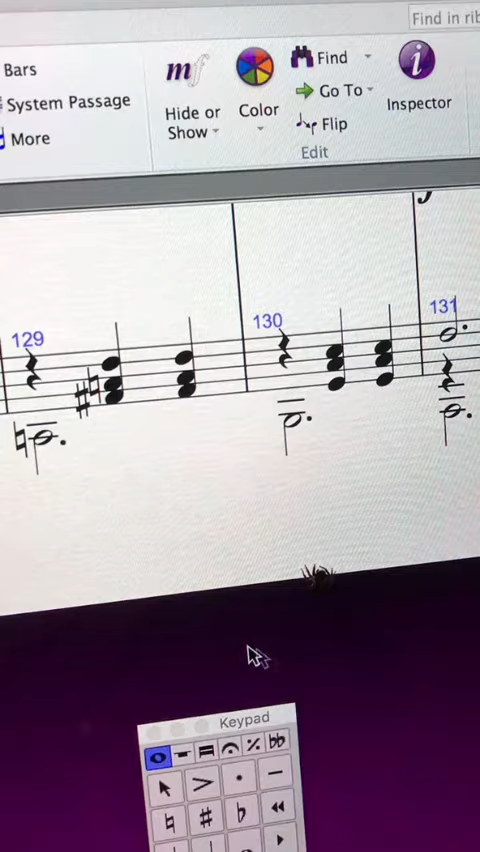 Find in rib
Bars
System Passage
More
mf
Hide or
Show
Color
Find
Go To
Flip
Edit
i
Inspector
129
130
131
Keypad